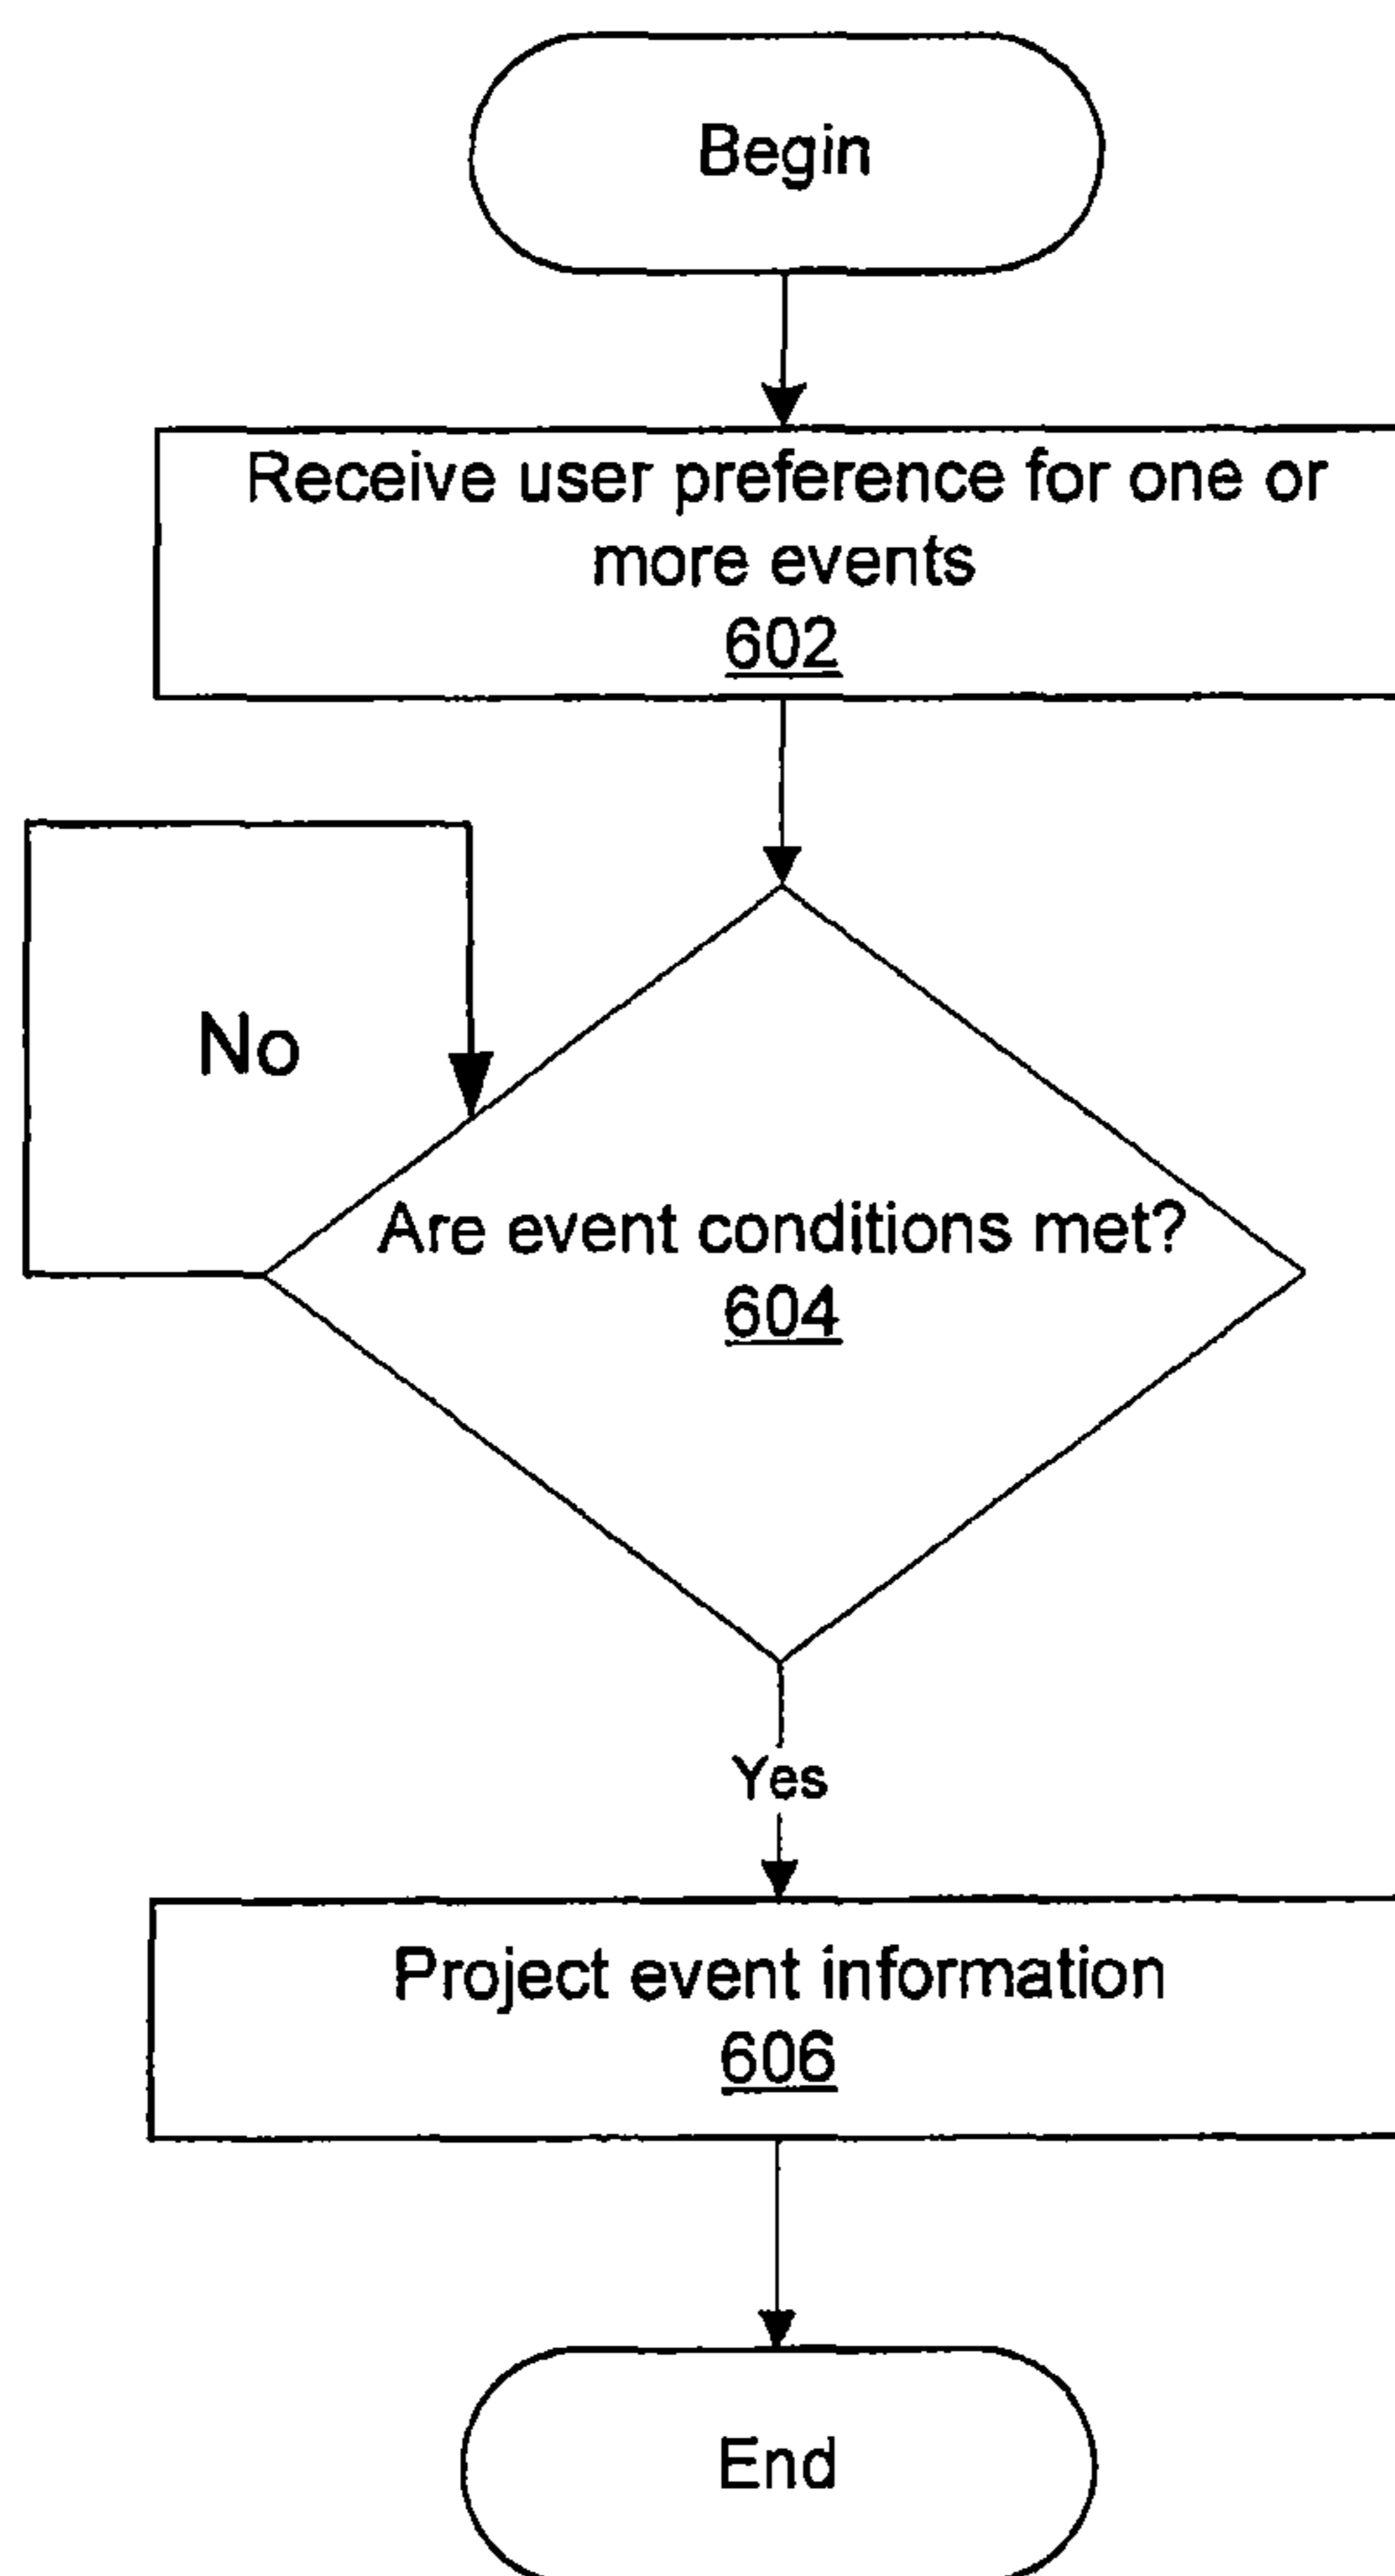 Begin
Receive user preference for one or
more events
602
No
Are event conditions met?
604
Yes
Project event information
606
End